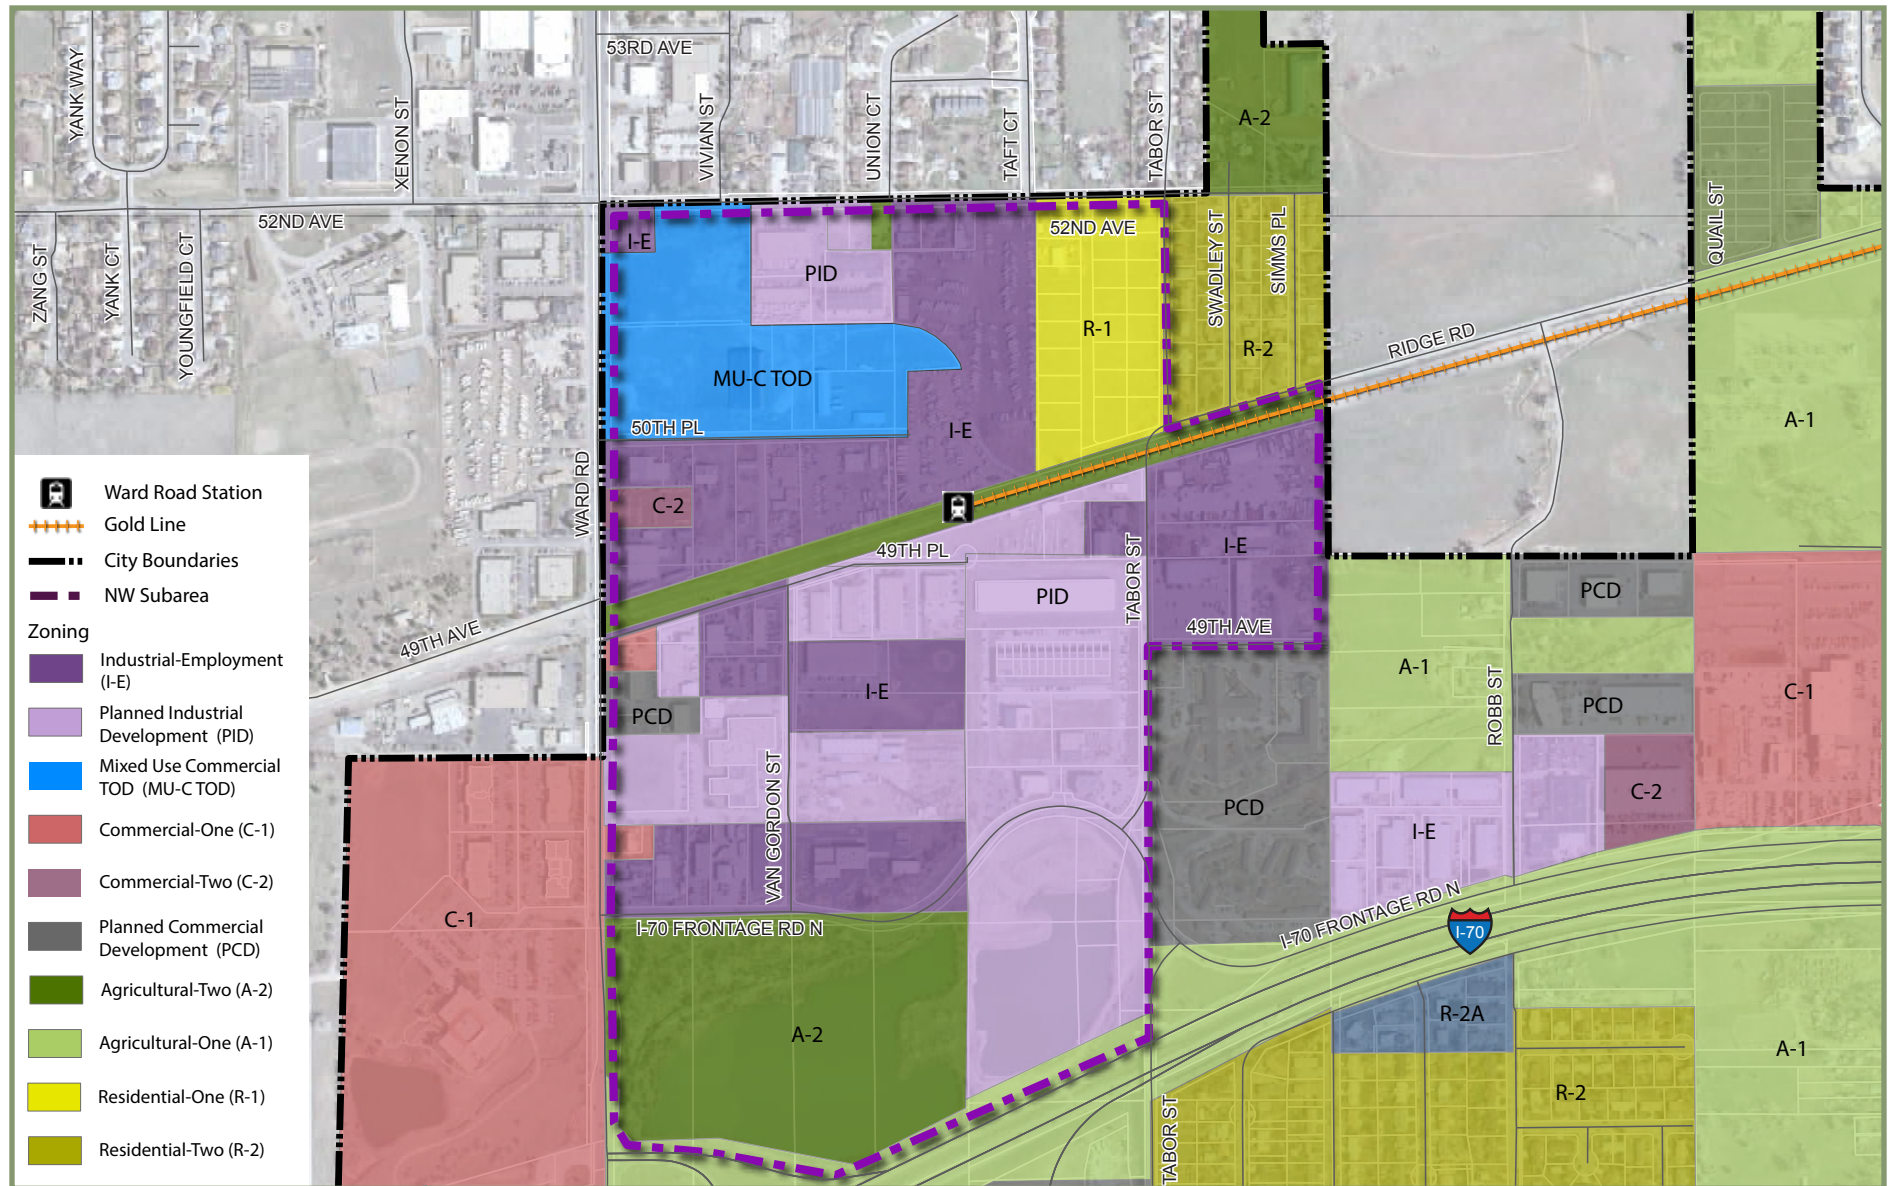 53RD AVE
YANK WAY
XENON ST
VIVIAN ST
UNION CT
TAFT CT
TABOR ST
A-2
52ND AVE
ZANG ST
YANK CT
YOUNGFIELD CT
I-E
PID
52ND AVE
SWADLEY ST
SIMMS PL
QUAIL ST
R-1
R-2
RIDGE RD
MU-C TOD
50TH PL
I-E
A-1
WARD RD
C-2
49TH PL
I-E
TABOR ST
PID
49TH AVE
49TH AVE
PCD
A-1
ROBB ST
PCD
C-1
I-E
PCD
VAN GORDON ST
PCD
C-2
I-E
C-1
I-70 FRONTAGE RD N
I-70 FRONTAGE RD N
I-70
A-2
R-2A
A-1
R-2
TABOR ST
Ward Road Station
Gold Line
City Boundaries
NW Subarea
Zoning
Industrial-Employment
(I-E)
Planned Industrial
Development (PID)
Mixed Use Commercial
TOD (MU-C TOD)
Commercial-One (C-1)
Commercial-Two (C-2)
Planned Commercial
Development (PCD)
Agricultural-Two (A-2)
Agricultural-One (A-1)
Residential-One (R-1)
Residential-Two (R-2)